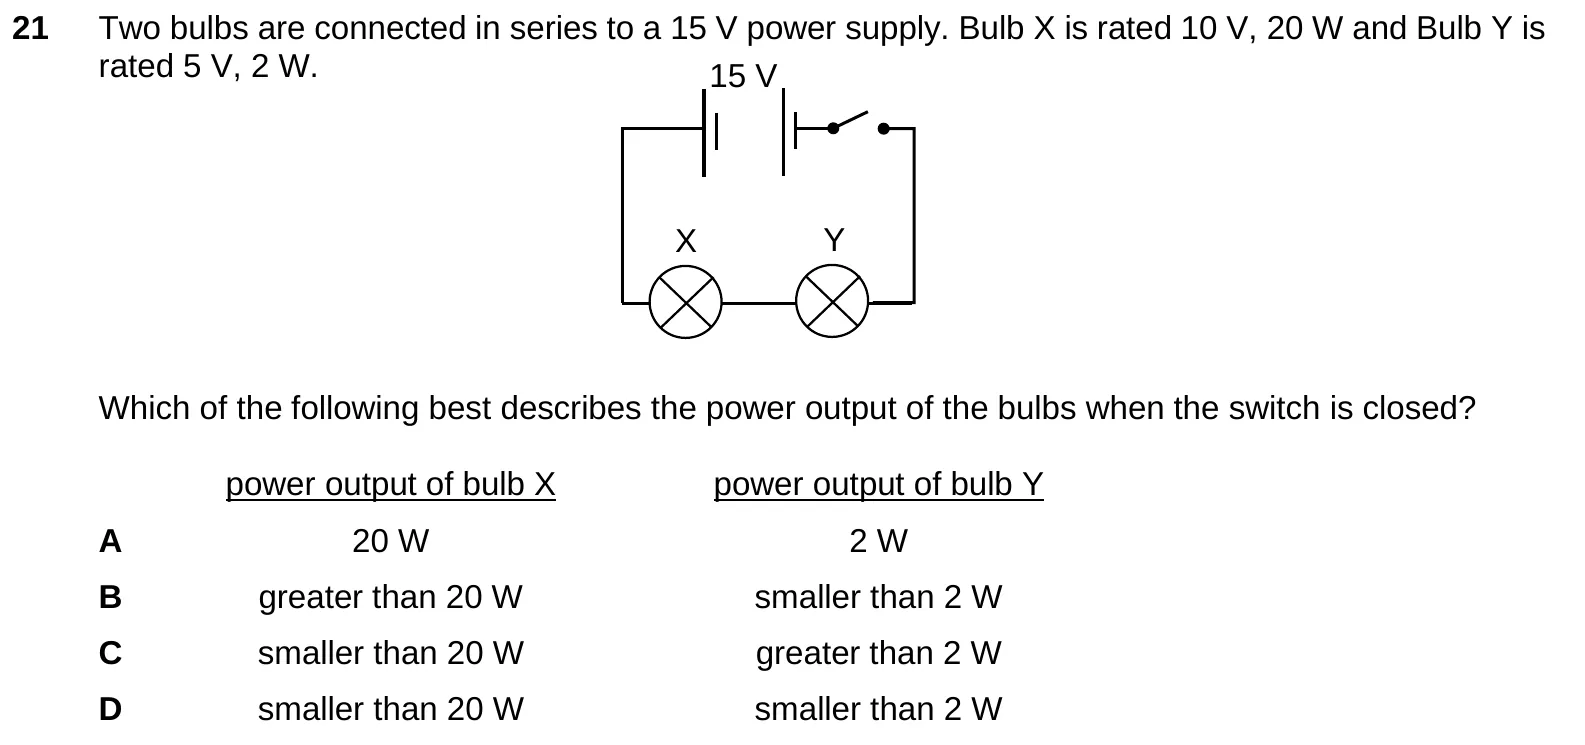 21 Two bulbs are connected in series to a 15 V power supply. Bulb X is rated 10 V, 20 W and Bulb Y is
rated 5 V, 2 W.
15 V
X Y
Which of the following best describes the power output of the bulbs when the switch is closed?
power output of bulb X power output of bulb Y
A 20 W 2 W
B greater than 20 W smaller than 2 W
C smaller than 20 W greater than 2 W
D smaller than 20 W smaller than 2 W